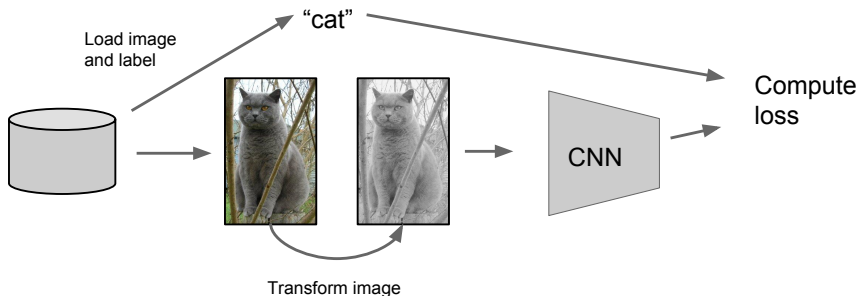 “cat”
Load image
and label
Compute
loss
CNN
Transform image